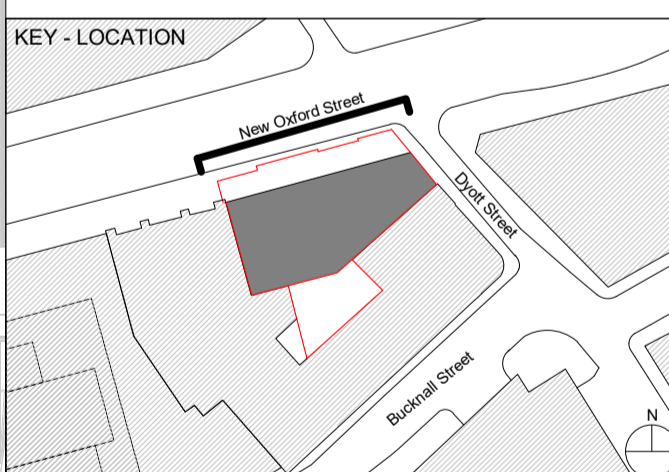 KEY - LOCATION
New Oxford Street
Dyott Street
Bucknall Street
N